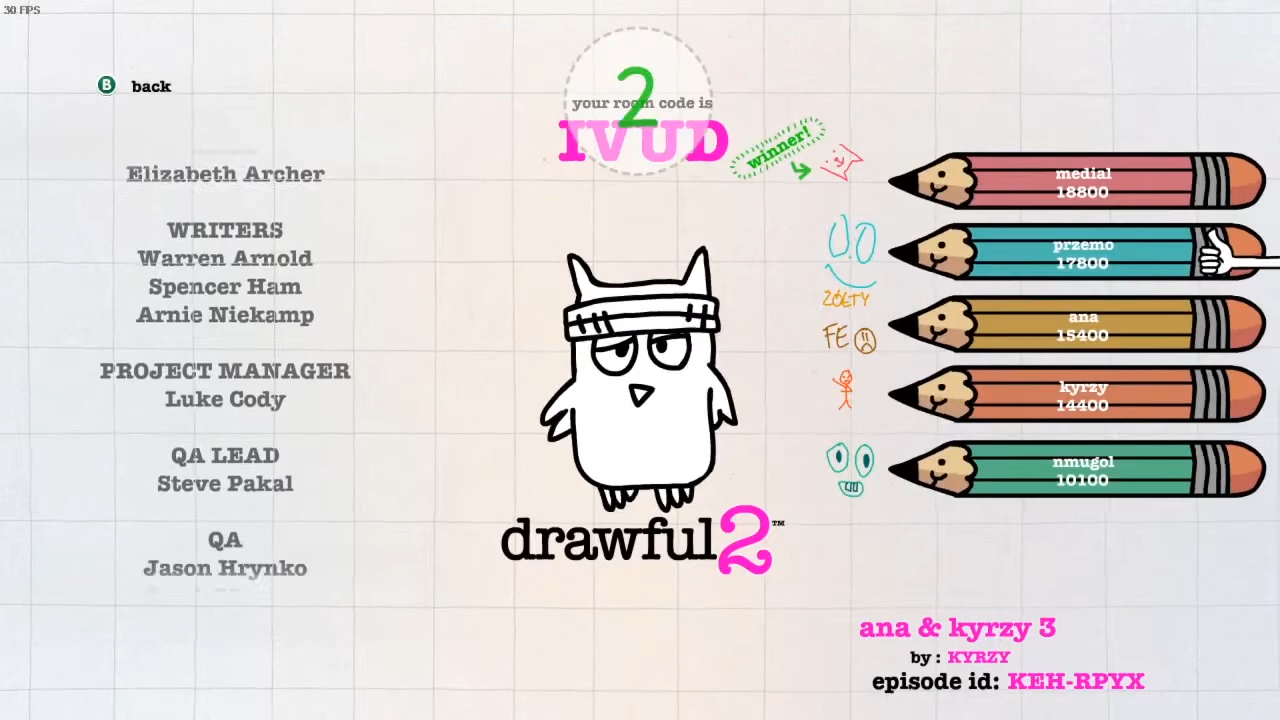 30 FPS
B back
2
your room code is
IVUD
winner!
Elizabeth Archer
WRITERS
Warren Arnold
Spencer Ham
Arnie Niekamp
PROJECT MANAGER
Luke Cody
QA LEAD
Steve Pakal
QA
Jason Hrynko
drawful 2™
medial
18800
przemo
17800
ŻÓŁTY
ana
15400
FE
kyrzy
14400
nmugol
10100
ana & kyrzy 3
by : KYRZY
episode id: KEH-RPYX